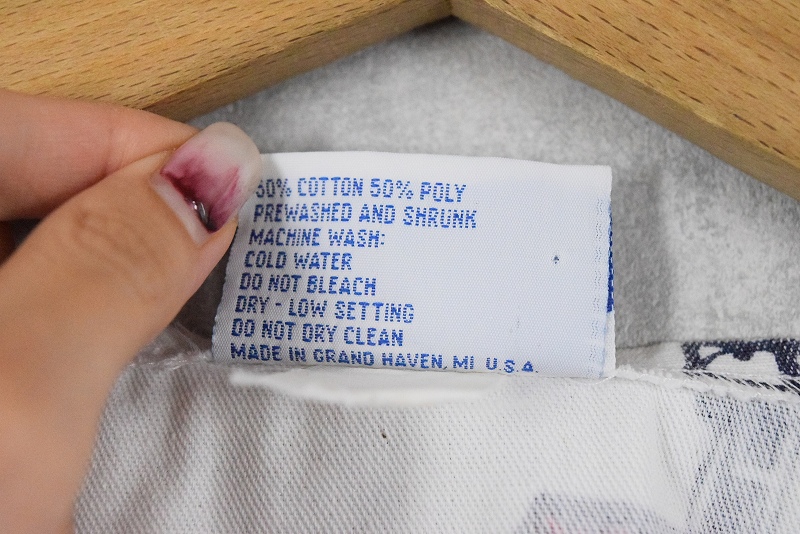 50% COTTON 50% POLY
PREWASHED AND SHRUNK
MACHINE WASH:
COLD WATER
DO NOT BLEACH
DRY - LOW SETTING
DO NOT DRY CLEAN
MADE IN GRAND HAVEN, MI U.S.A.